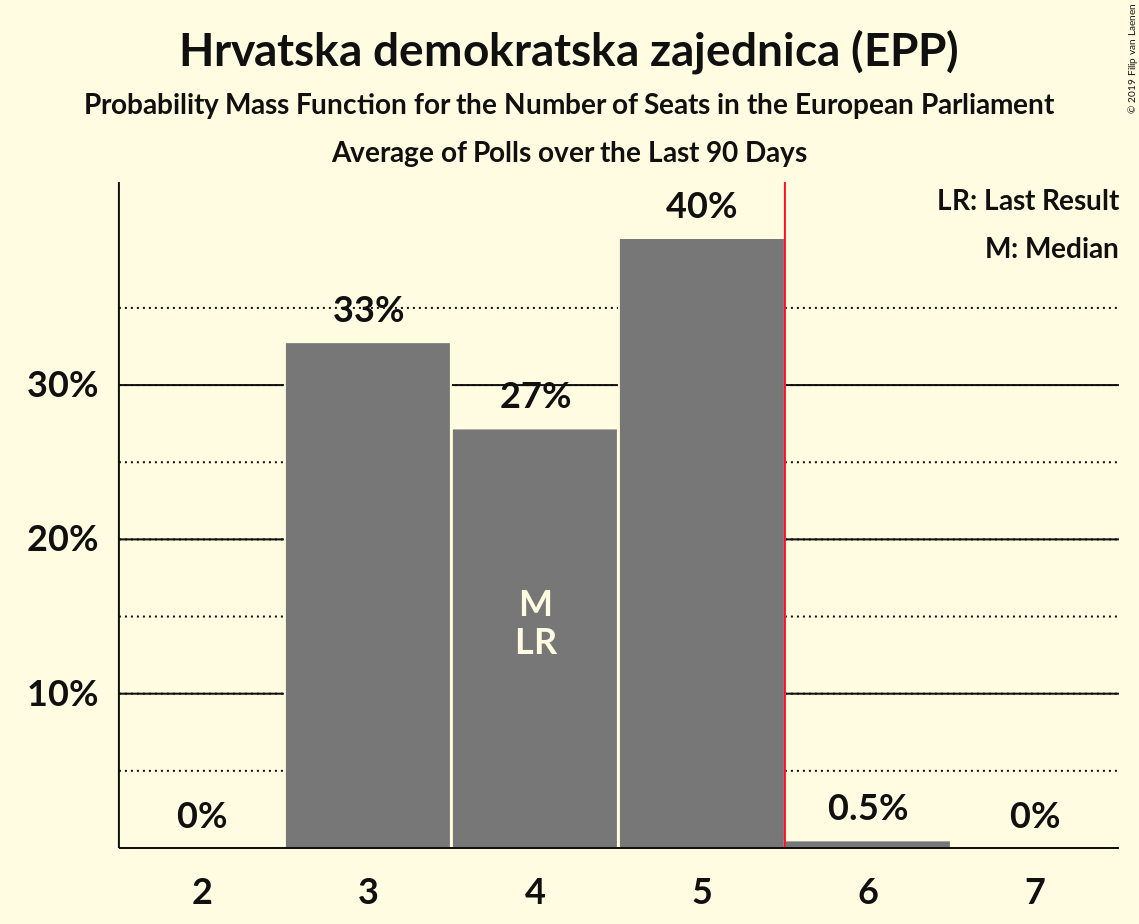 Hrvatska demokratska zajednica (EPP)
Probability Mass Function for the Number of Seats in the European Parliament
Average of Polls over the Last 90 Days
© 2019 Filip van Laenen
LR: Last Result
M: Median
40%
33%
30%
27%
20%
M
LR
10%
0%
0.5%
0%
2 3 4 5 6 7